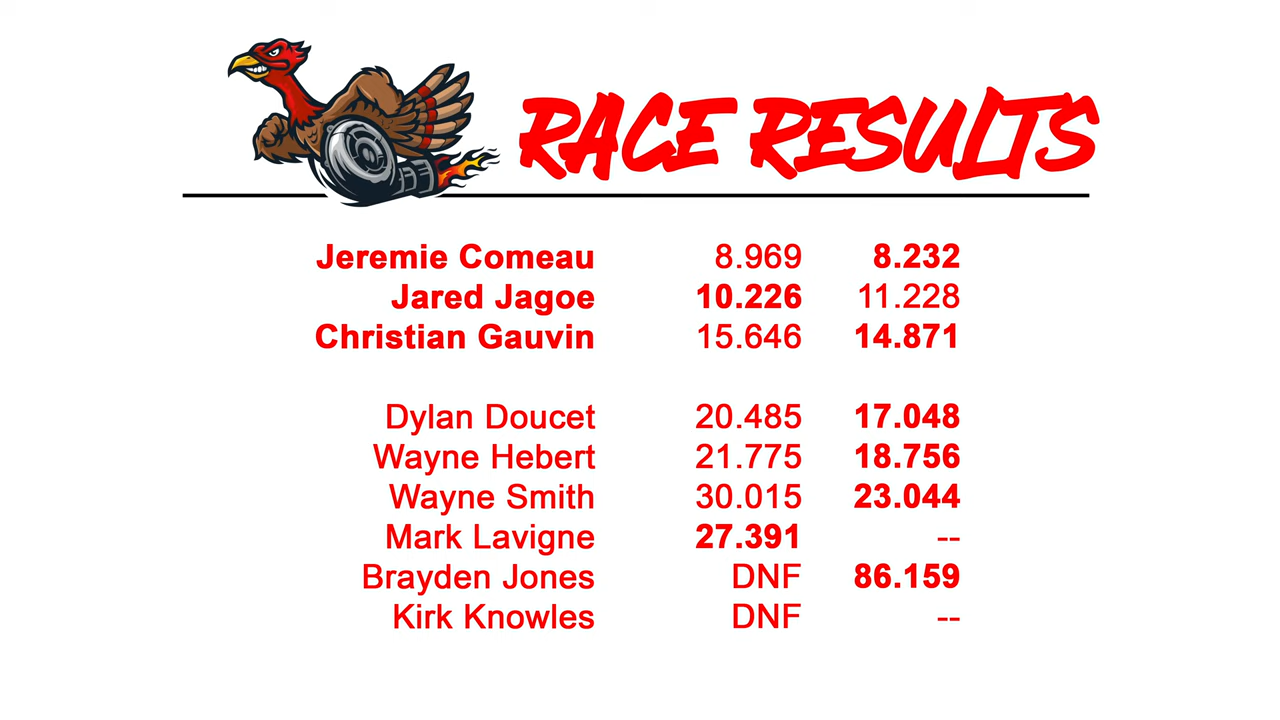 RACE RESULTS
Jeremie Comeau 8.969 8.232
Jared Jagoe 10.226 11.228
Christian Gauvin 15.646 14.871
Dylan Doucet 20.485 17.048
Wayne Hebert 21.775 18.756
Wayne Smith 30.015 23.044
Mark Lavigne 27.391 --
Brayden Jones DNF 86.159
Kirk Knowles DNF --